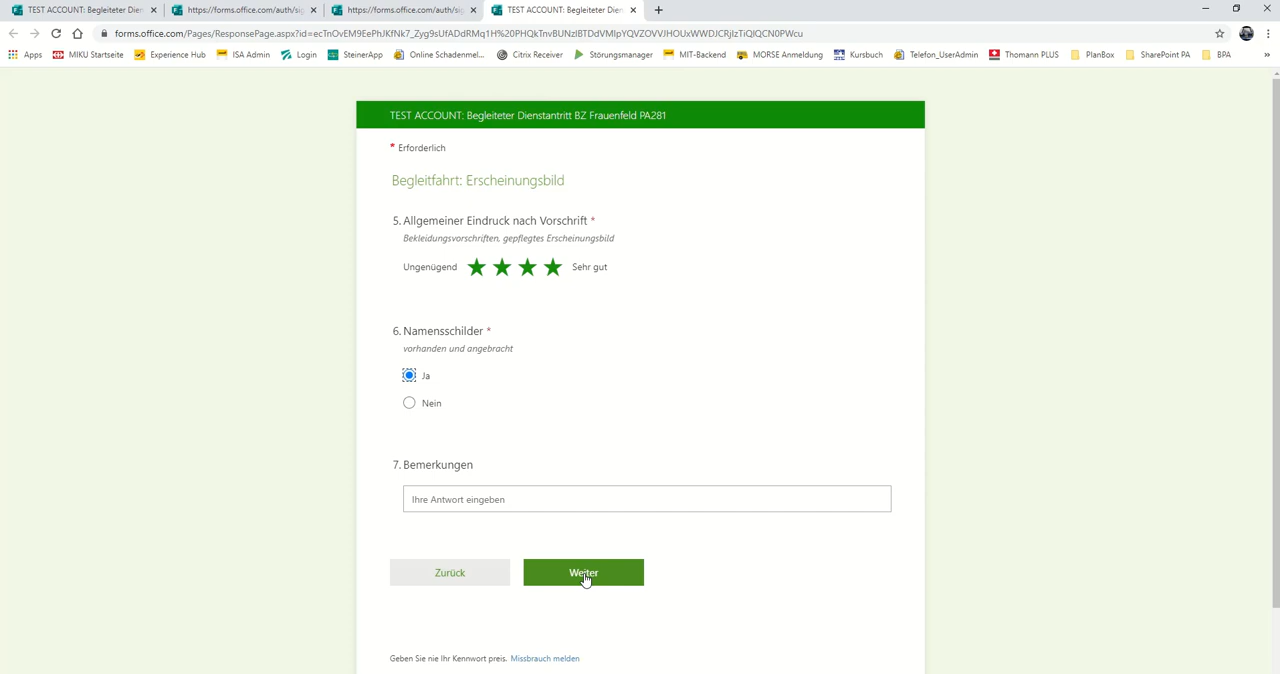 TEST ACCOUNT: Begleiteter Dien
https://forms.office.com/auth/sig
https://forms.office.com/auth/sig
TEST ACCOUNT: Begleiteter Dien
forms.office.com/Pages/ResponsePage.aspx?id=
Apps MIKU Startseite Experience Hub ISA Admin Login SteinerApp Online Schadenmel... Citrix Receiver Störungsmanager MIT-Backend MORSE Anmeldung Kursbuch Telefon_UserAdmin Thomann PLUS PlanBox SharePoint PA BPA »
TEST ACCOUNT: Begleiteter Dienstantritt BZ Frauenfeld PA281
* Erforderlich
Begleitfahrt: Erscheinungsbild
5. Allgemeiner Eindruck nach Vorschrift *
Bekleidungsvorschriften, gepflegtes Erscheinungsbild
Ungenügend Sehr gut
6. Namensschilder *
vorhanden und angebracht
Ja
Nein
7. Bemerkungen
Ihre Antwort eingeben
Zurück Weiter
Geben Sie nie Ihr Kennwort preis. Missbrauch melden